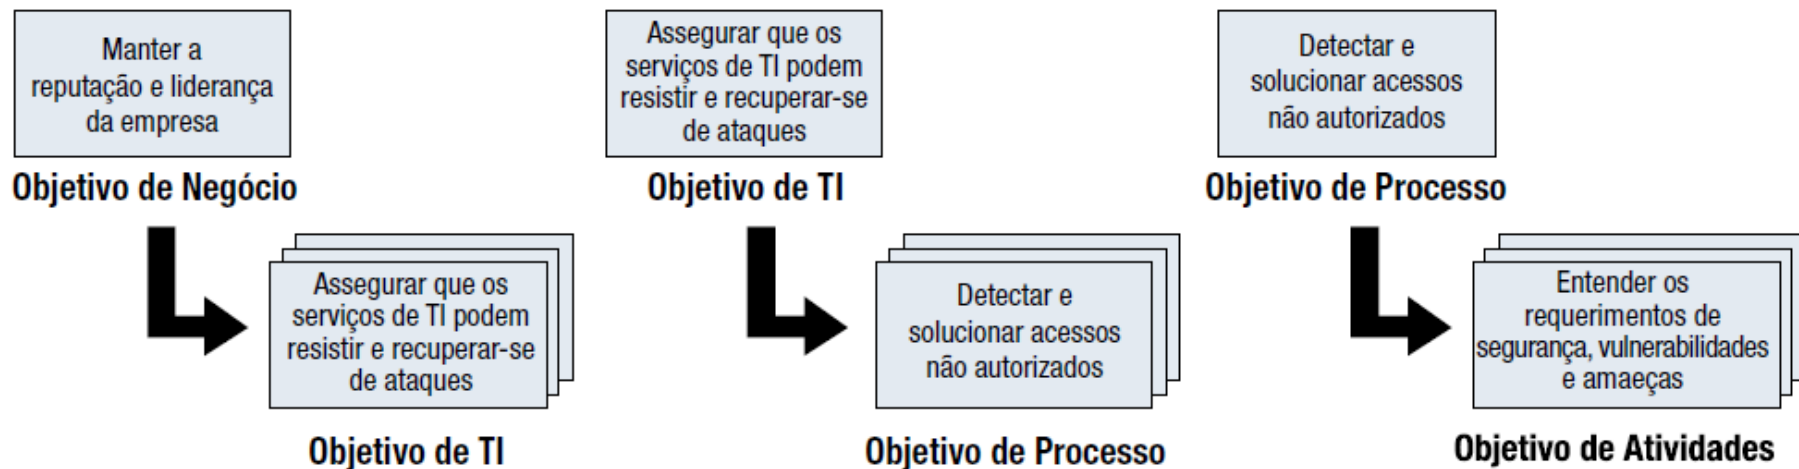 Manter a
reputação e liderança
da empresa
Objetivo de Negócio
Assegurar que os
serviços de TI podem
resistir e recuperar-se
de ataques
Objetivo de TI
Assegurar que os
serviços de TI podem
resistir e recuperar-se
de ataques
Objetivo de TI
Detectar e
solucionar acessos
não autorizados
Objetivo de Processo
Detectar e
solucionar acessos
não autorizados
Objetivo de Processo
Entender os
requerimentos de
segurança, vulnerabilidades
e amaeças
Objetivo de Atividades